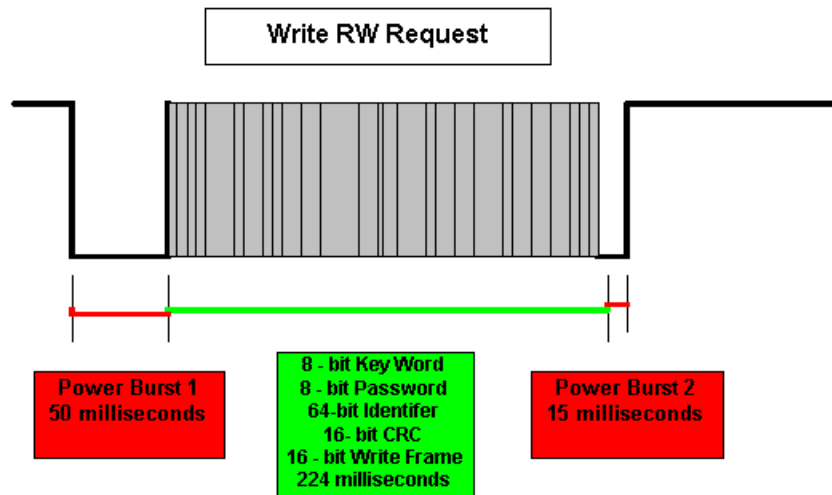 Write RW Request
Power Burst 1
50 milliseconds
8 - bit Key Word
8 - bit Password
64-bit Identifer
16- bit CRC
16 - bit Write Frame
224 milliseconds
Power Burst 2
15 milliseconds